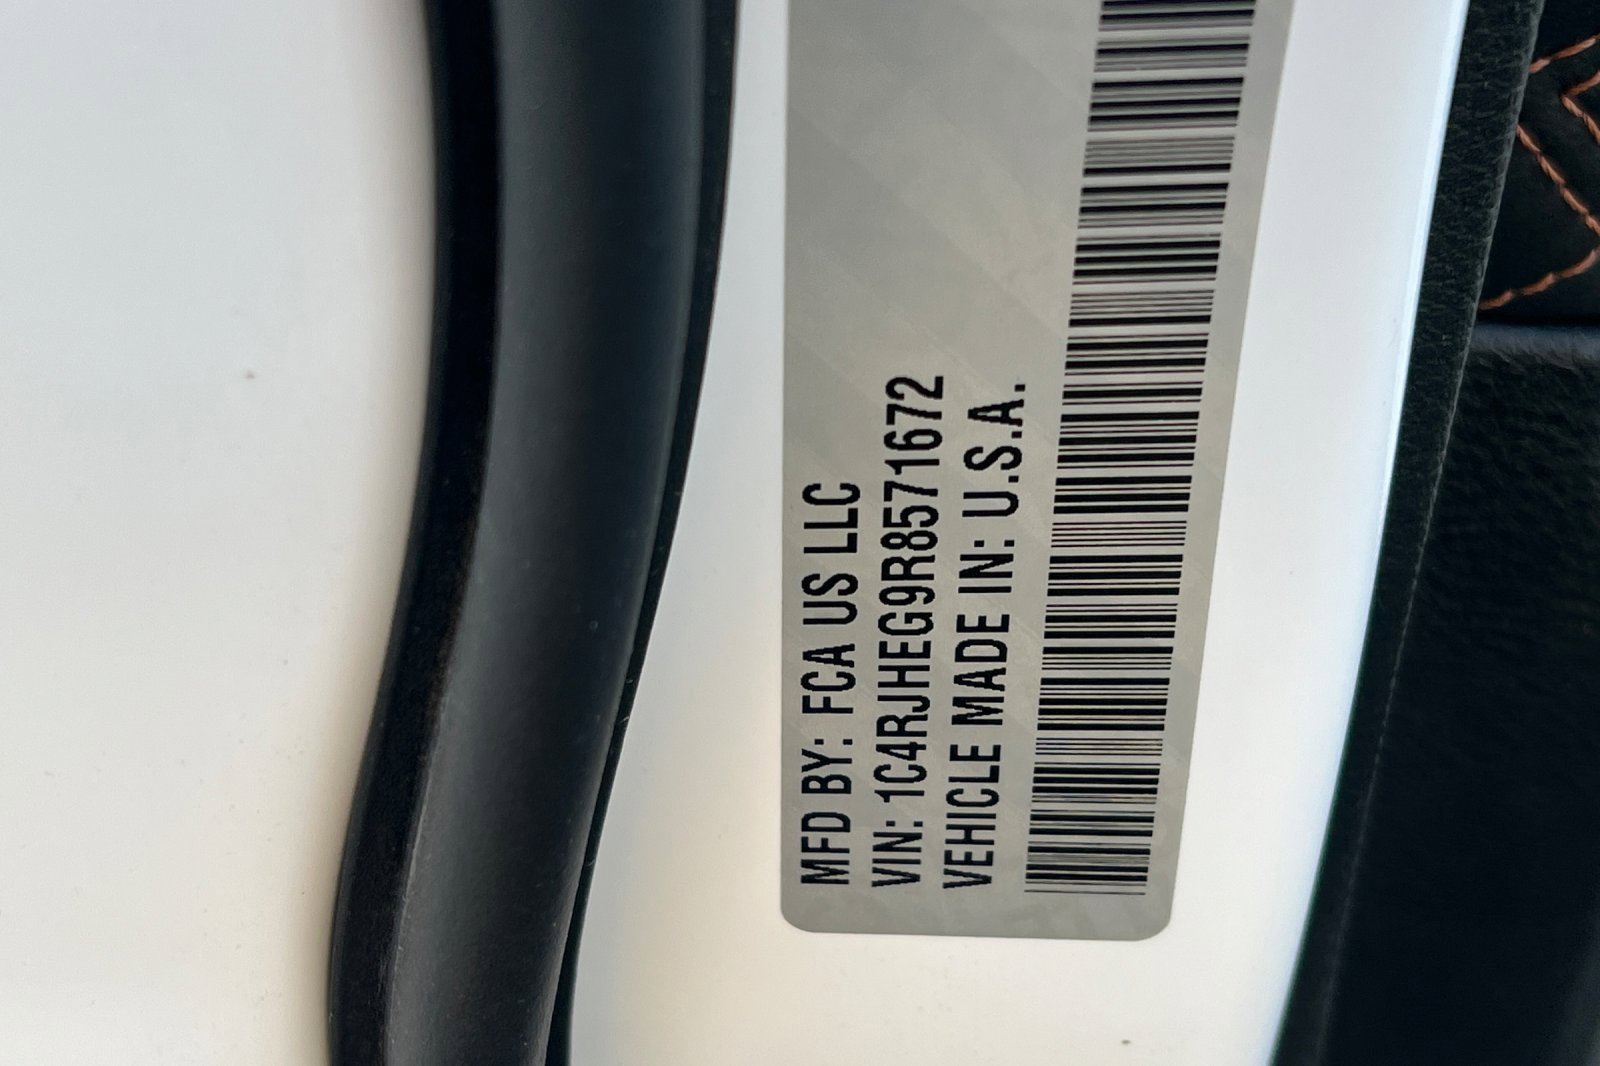 MFD BY: FCA US LLC
VIN: 1C4RJHEG9R8571672
VEHICLE MADE IN: U.S.A.